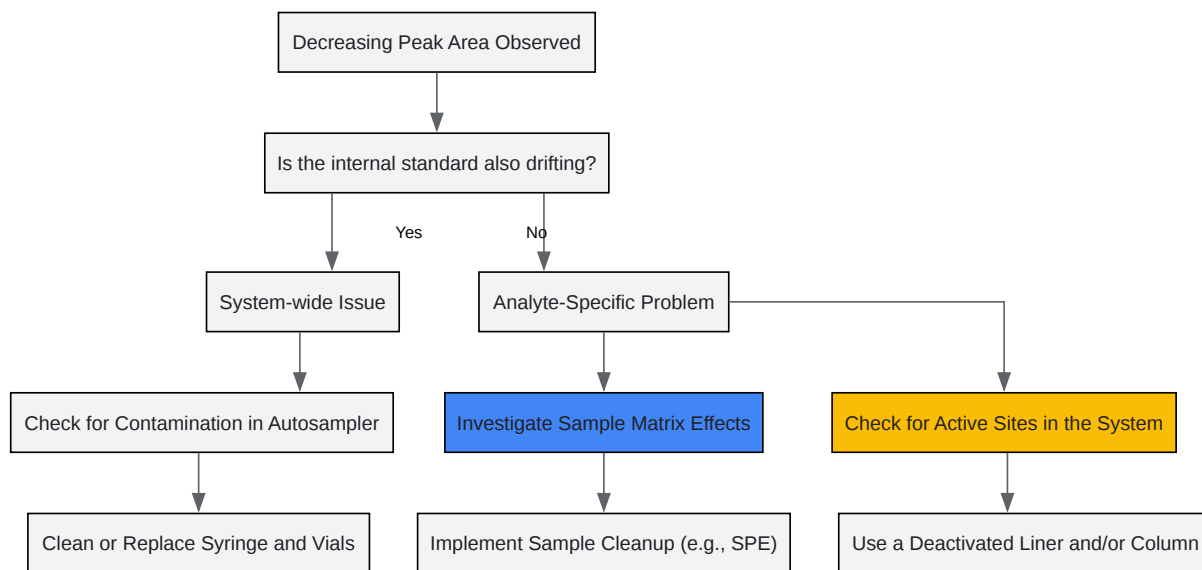 Decreasing Peak Area Observed
Is the internal standard also drifting?
Yes
No
System-wide Issue
Analyte-Specific Problem
Check for Contamination in Autosampler
Investigate Sample Matrix Effects
Check for Active Sites in the System
Clean or Replace Syringe and Vials
Implement Sample Cleanup (e.g., SPE)
Use a Deactivated Liner and/or Column